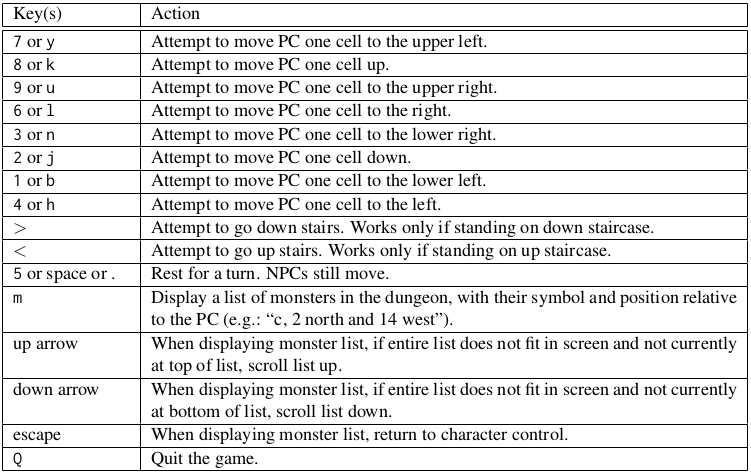 Key(s) Action
7 or y Attempt to move PC one cell to the upper left.
8 or k Attempt to move PC one cell up.
9 or u Attempt to move PC one cell to the upper right.
6 or l Attempt to move PC one cell to the right.
3 or n Attempt to move PC one cell to the lower right.
2 or j Attempt to move PC one cell down.
1 or b Attempt to move PC one cell to the lower left.
4 or h Attempt to move PC one cell to the left.
> Attempt to go down stairs. Works only if standing on down staircase.
< Attempt to go up stairs. Works only if standing on up staircase.
5 or space or . Rest for a turn. NPCs still move.
m Display a list of monsters in the dungeon, with their symbol and position relative
to the PC (e.g.: “c, 2 north and 14 west”).
up arrow When displaying monster list, if entire list does not fit in screen and not currently
at top of list, scroll list up.
down arrow When displaying monster list, if entire list does not fit in screen and not currently
at bottom of list, scroll list down.
escape When displaying monster list, return to character control.
Q Quit the game.